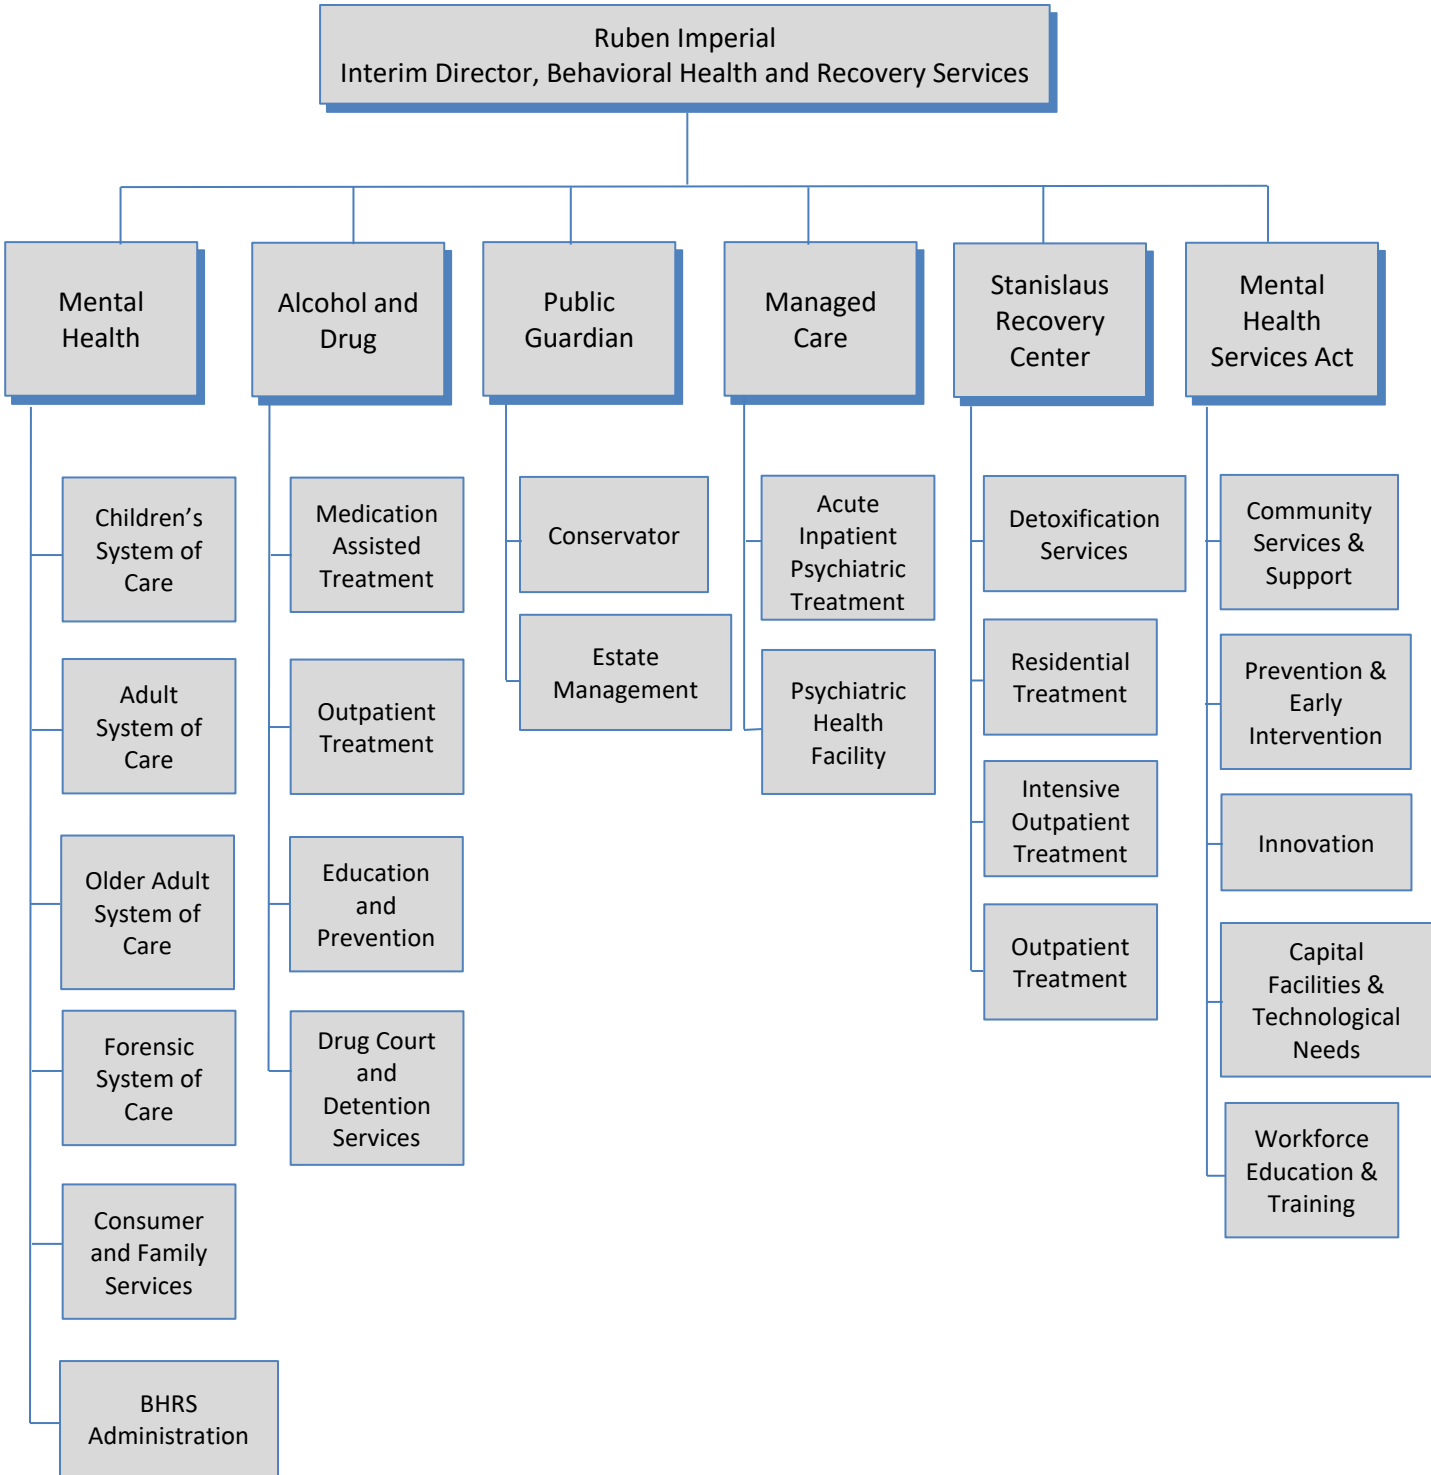 Ruben Imperial
Interim Director, Behavioral Health and Recovery Services
Mental
Health
Alcohol and
Drug
Public
Guardian
Managed
Care
Stanislaus
Recovery
Center
Mental
Health
Services Act
Children’s
System of
Care
Adult
System of
Care
Older Adult
System of
Care
Forensic
System of
Care
Consumer
and Family
Services
BHRS
Administration
Medication
Assisted
Treatment
Outpatient
Treatment
Education
and
Prevention
Drug Court
and
Detention
Services
Conservator
Estate
Management
Acute
Inpatient
Psychiatric
Treatment
Psychiatric
Health
Facility
Detoxification
Services
Residential
Treatment
Intensive
Outpatient
Treatment
Outpatient
Treatment
Community
Services &
Support
Prevention &
Early
Intervention
Innovation
Capital
Facilities &
Technological
Needs
Workforce
Education &
Training